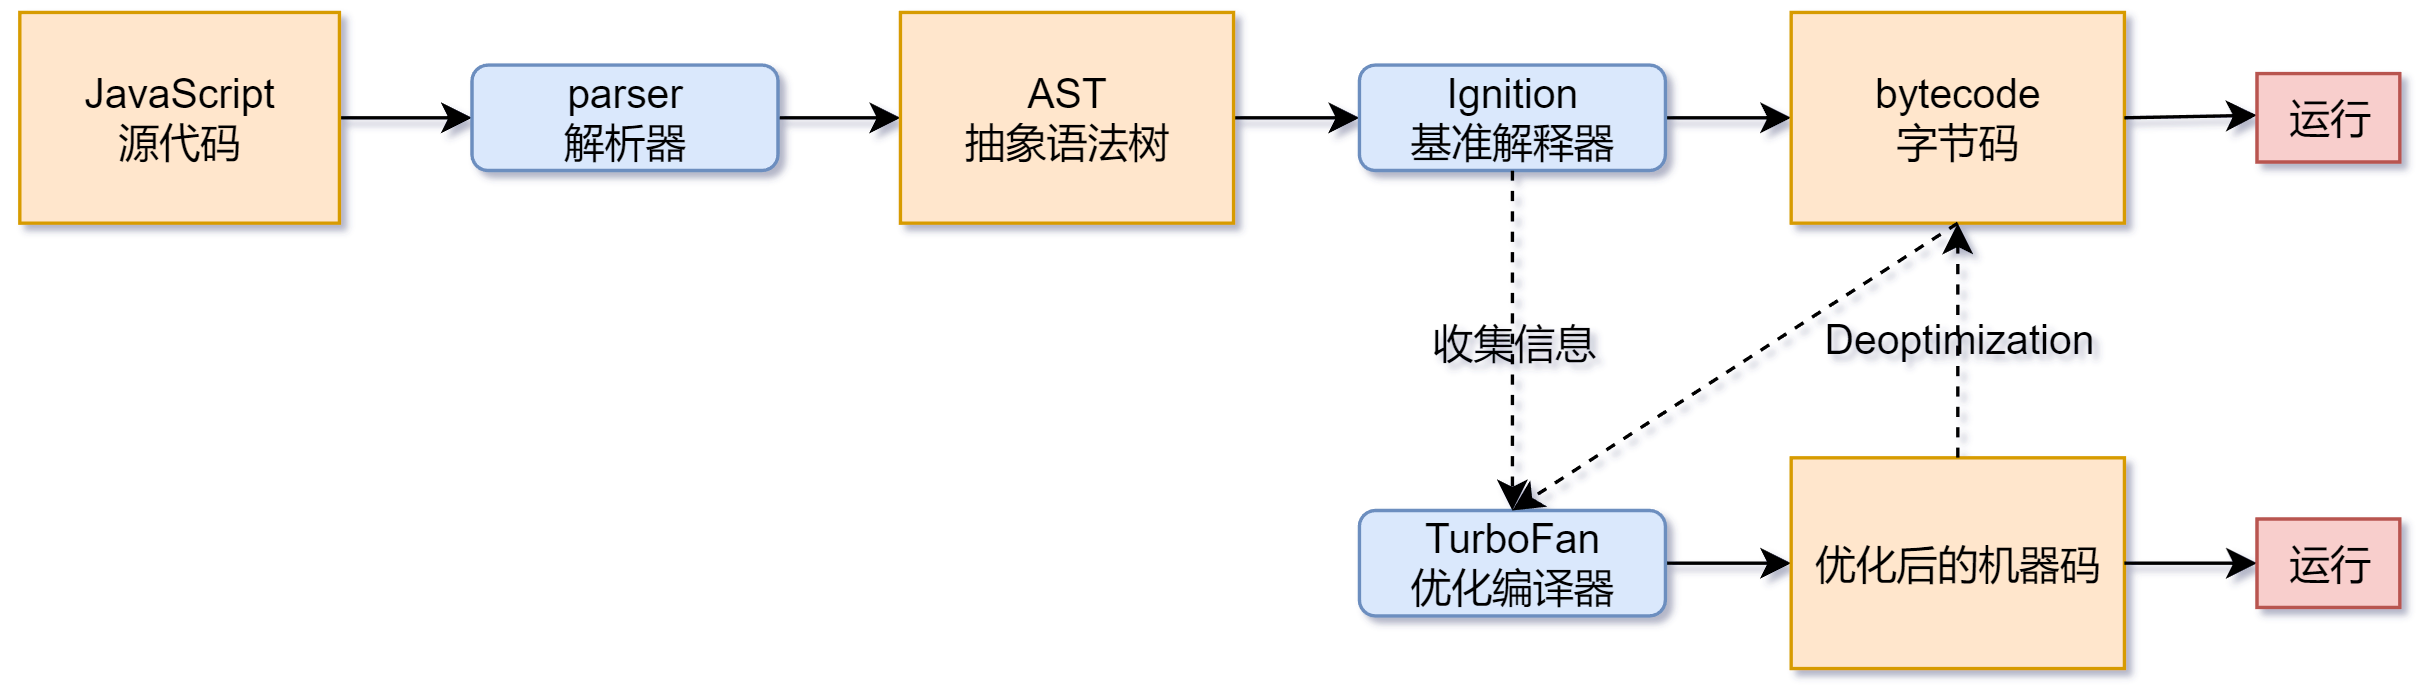 JavaScript
源代码
parser
解析器
AST
抽象语法树
Ignition
基准解释器
bytecode
字节码
运行
收集信息
Deoptimization
TurboFan
优化编译器
优化后的机器码
运行